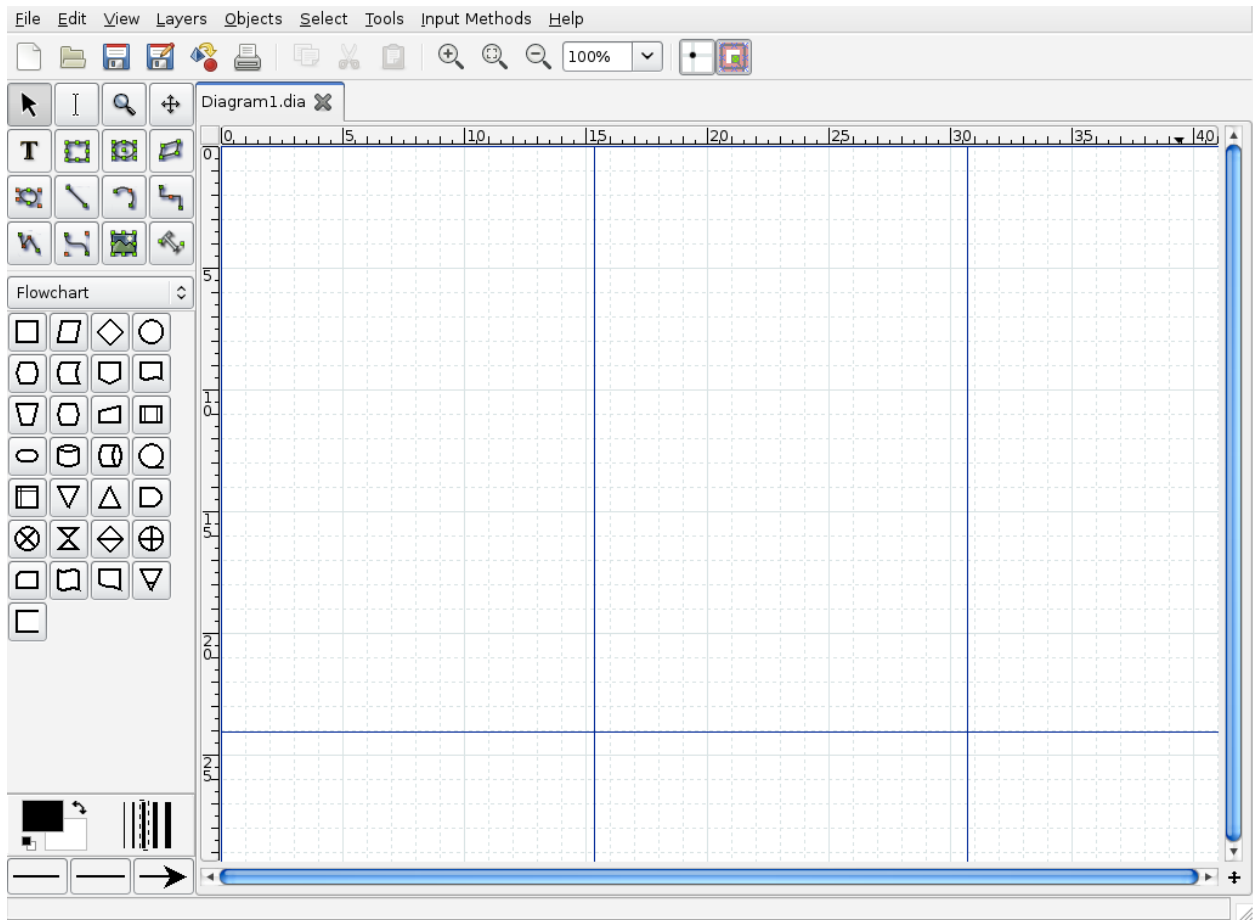 File Edit View Layers Objects Select Tools Input Methods Help
100%
Diagram1.dia
0 5 10 15 20 25 30 35 40
T
0
5
Flowchart
10
15
20
25